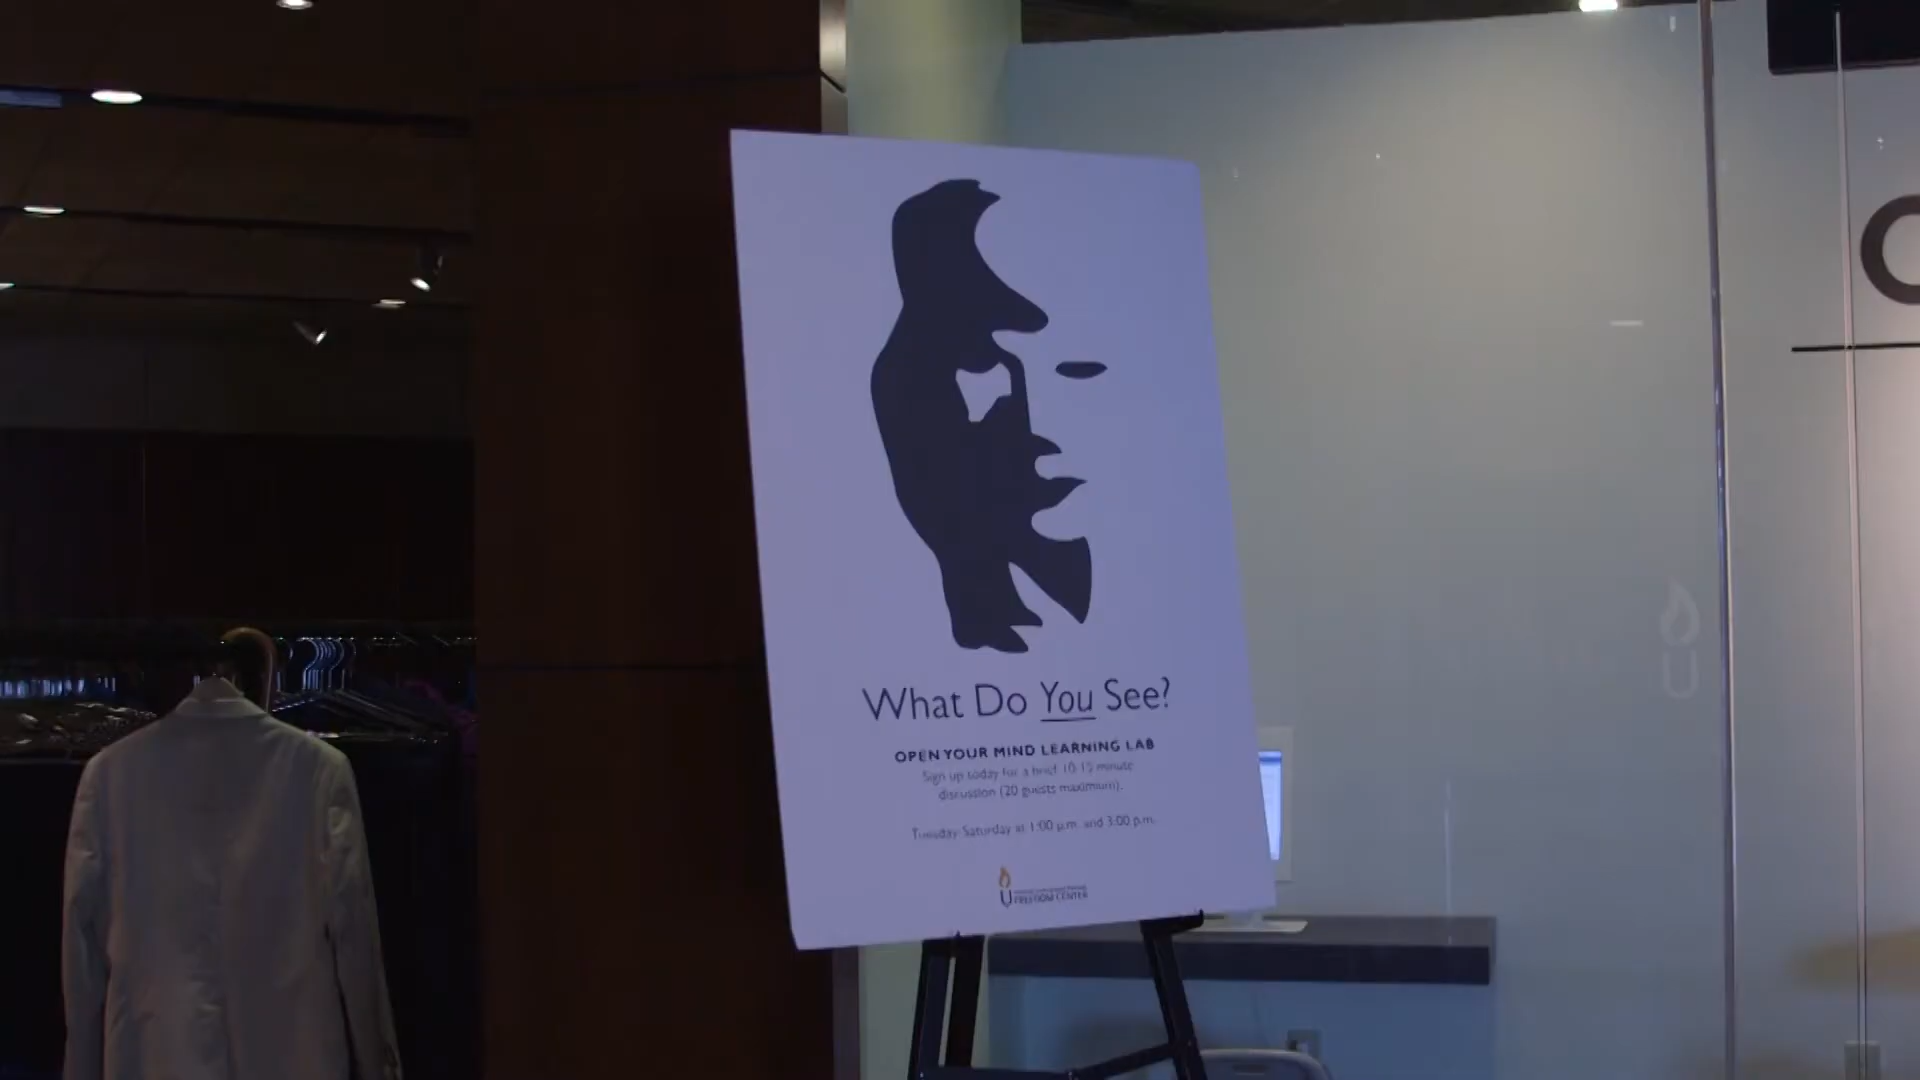 What Do You See?
OPEN YOUR MIND LEARNING LAB
Sign up today for a brief 10-15 minute
discussion (20 guests maximum).
Tuesday-Saturday at 1:00 p.m. and 3:00 p.m.
FREEDOM CENTER